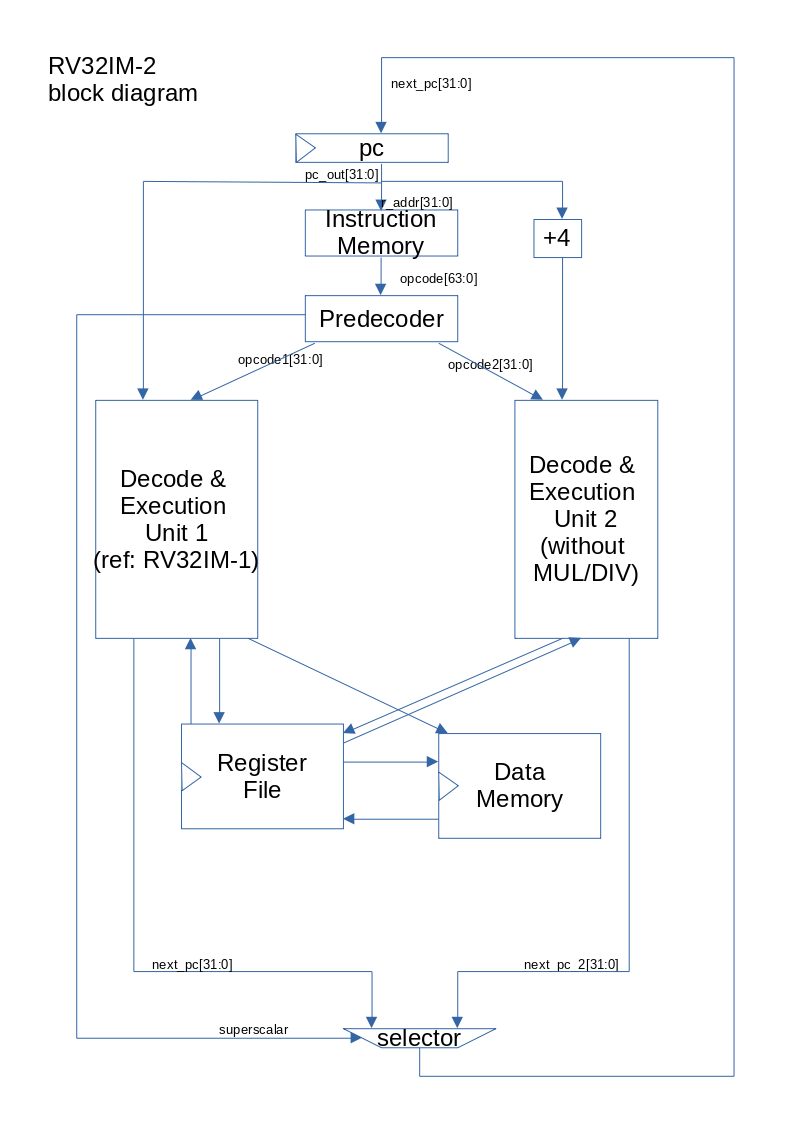 RV32IM-2
block diagram
next_pc[31:0]
pc
pc_out[31:0]
r_addr[31:0]
Instruction
Memory
+4
opcode[63:0]
Predecoder
opcode1[31:0]
opcode2[31:0]
Decode &
Execution
Unit 1
(ref: RV32IM-1)
Decode &
Execution
Unit 2
(without
MUL/DIV)
Register
File
Data
Memory
next_pc[31:0]
next_pc_2[31:0]
superscalar
selector